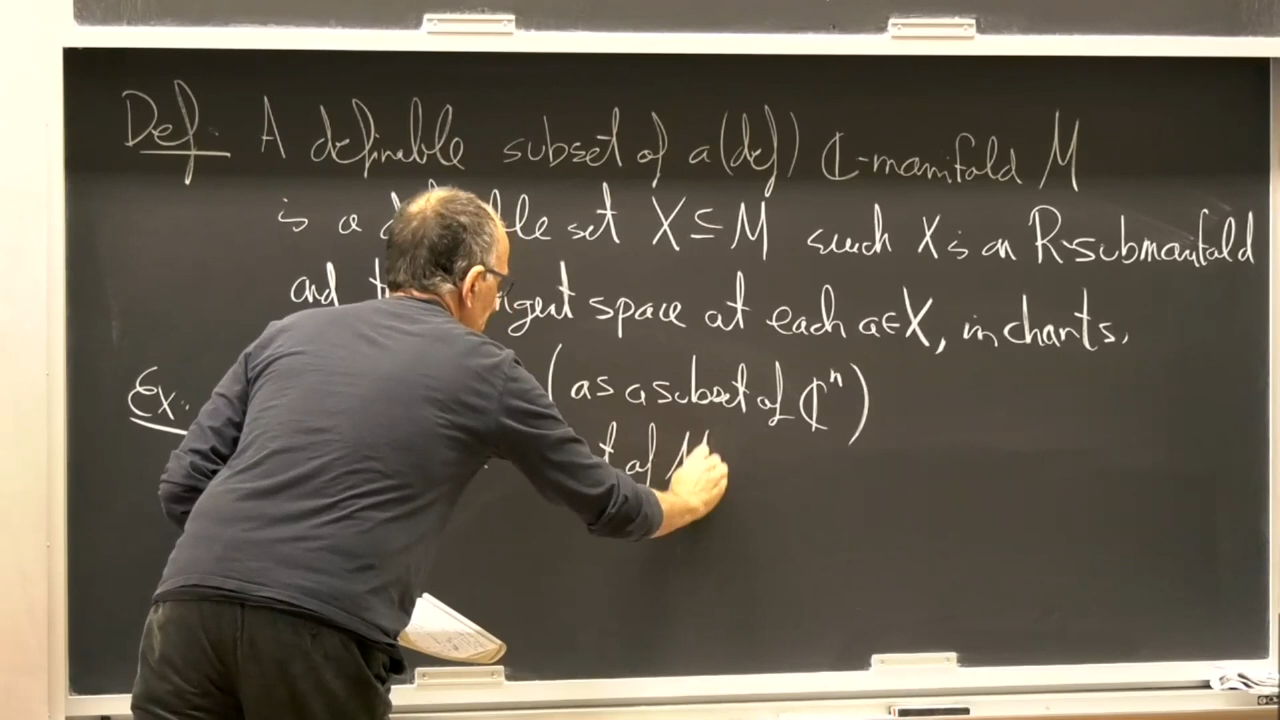 Def: A definable subset of a (def) ℂ-manifold M
is a set X ⊆ M such X is an R-submanifold
and space at each a∈X, in charts,
Ex: (as a subset of ℂⁿ)
of M